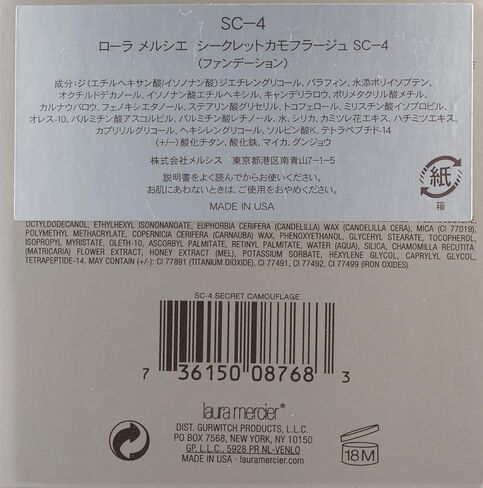 SC-4
ローラ メルシエ シークレットカモフラージュ SC-4
(ファンデーション)
成分:ジ(エチルヘキサン酸/イソノナン酸)ジエチレングリコール、パラフィン、水添ポリイソブテン、
オクチルドデカノール、イソノナン酸エチルヘキシル、キャンデリラロウ、ポリメタクリル酸メチル、
カルナウバロウ、フェノキシエタノール、ステアリン酸グリセリル、トコフェロール、ミリスチン酸イソプロピル、
オレス-10、パルミチン酸アスコルビル、パルミチン酸レチノール、水、シリカ、カミツレ花エキス、ハチミツエキス、
カプリリルグリコール、ヘキシレングリコール、ソルビン酸K、テトラペプチド-14
(+/-) 酸化チタン、酸化鉄、マイカ、グンジョウ
株式会社メルシス 東京都港区南青山7-1-5
説明書をよく読んでからお使いください。
お肌にあわないときは、ご使用をおやめください。
MADE IN USA
紙
箱
OCTYLDODECANOL, ETHYLHEXYL ISONONANOATE, EUPHORBIA CERIFERA (CANDELILLA) WAX (CANDELILLA CERA), MICA (CI 77019),
POLYMETHYL METHACRYLATE, COPERNICIA CERIFERA (CARNAUBA) WAX, PHENOXYETHANOL, GLYCERYL STEARATE, TOCOPHEROL,
ISOPROPYL MYRISTATE, OLETH-10, ASCORBYL PALMITATE, RETINYL PALMITATE, WATER (AQUA), SILICA, CHAMOMILLA RECUTITA
(MATRICARIA) FLOWER EXTRACT, HONEY EXTRACT (MEL), POTASSIUM SORBATE, HEXYLENE GLYCOL, CAPRYLYL GLYCOL,
TETRAPEPTIDE-14. MAY CONTAIN (+/-): CI 77891 (TITANIUM DIOXIDE), CI 77491, CI 77492, CI 77499 (IRON OXIDES).
SC-4 SECRET CAMOUFLAGE
7 36150 08768 3
laura mercier®
DIST. GURWITCH PRODUCTS, L.L.C.
PO BOX 7568, NEW YORK, NY 10150
GP, L.L.C., 5928 PR NL-VENLO
MADE IN USA · lauramercier.com
18M